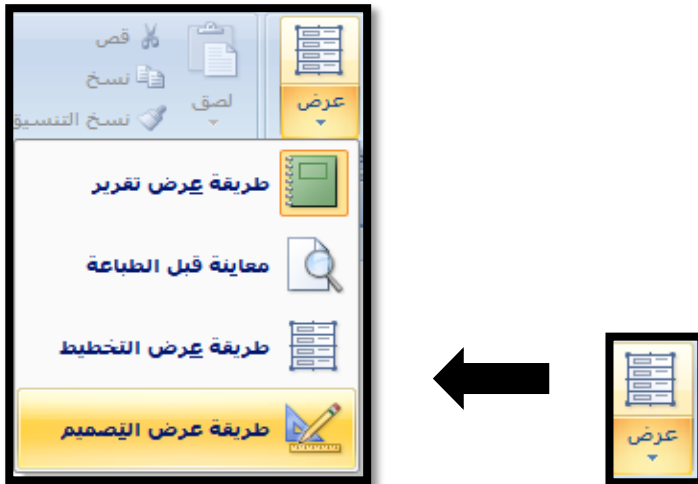 عرض
لصق
قص
نسخ
نسخ التنسيق
طريقة عرض تقرير
معاينة قبل الطباعة
طريقة عرض التخطيط
طريقة عرض التصميم
عرض